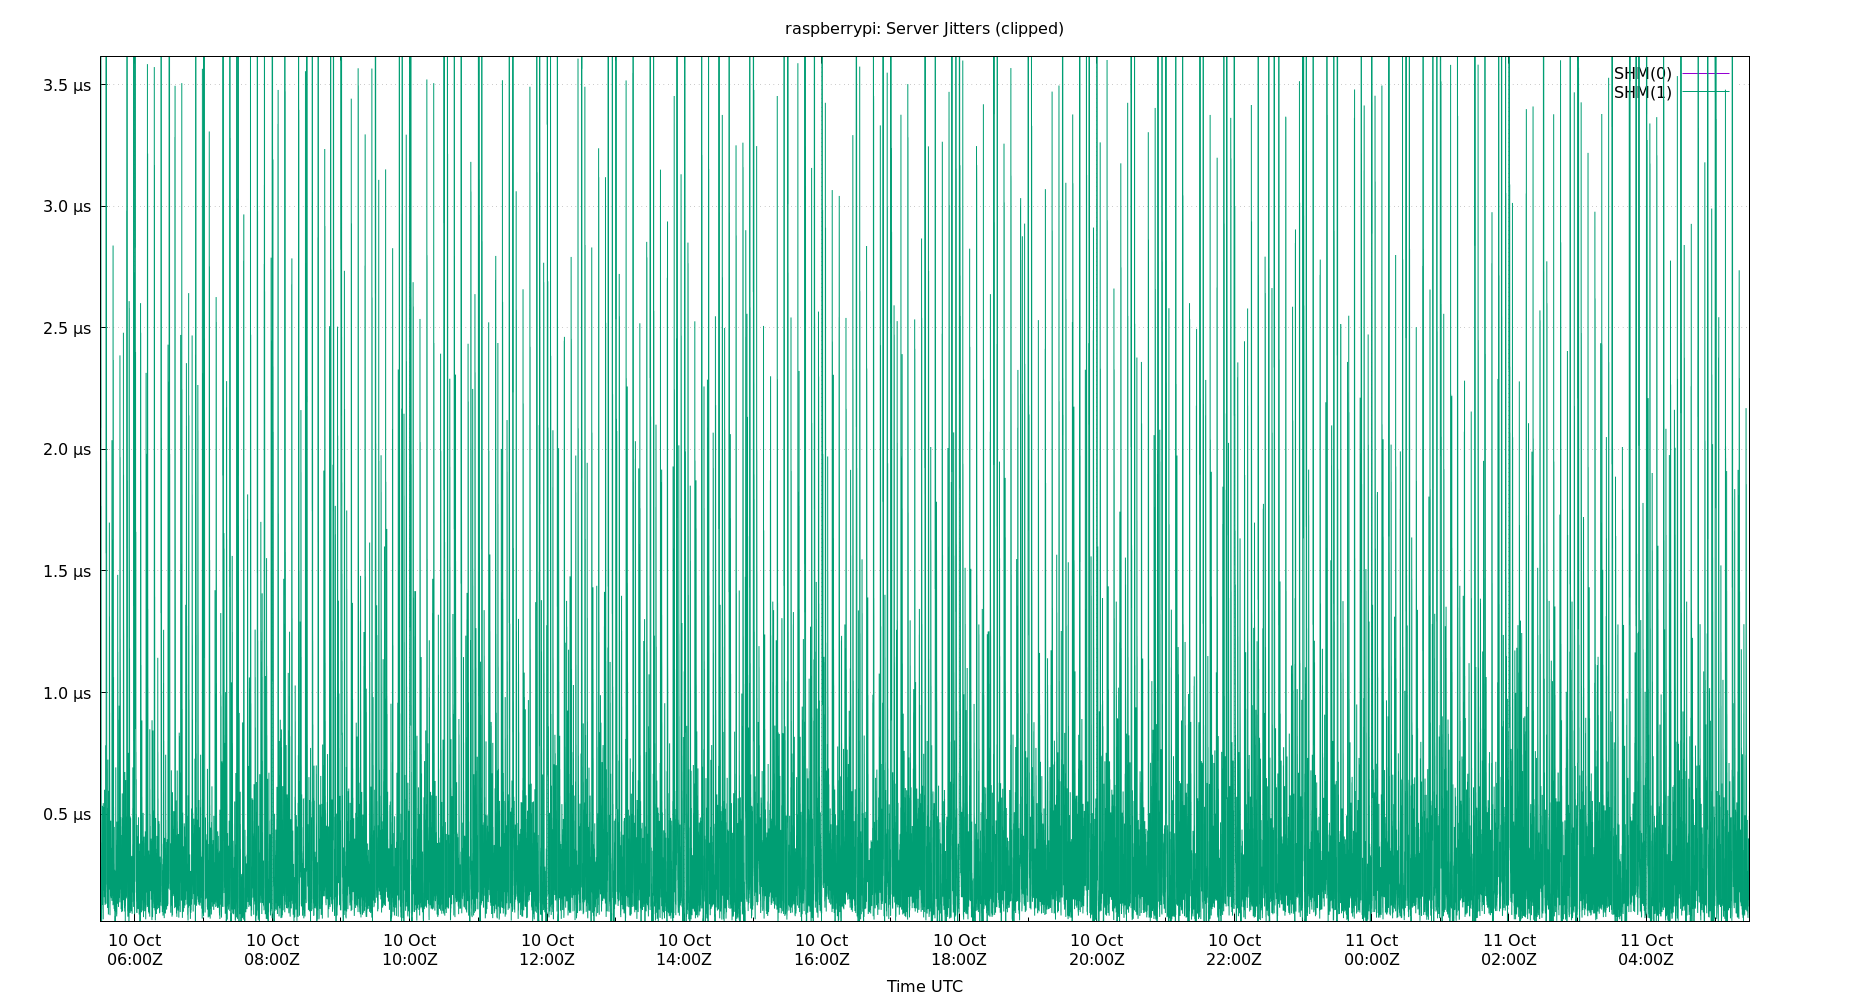 raspberrypi: Server Jitters (clipped)
SHM(0)
SHM(1)
3.5 µs
3.0 µs
2.5 µs
2.0 µs
1.5 µs
1.0 µs
0.5 µs
10 Oct 10 Oct 10 Oct 10 Oct 10 Oct 10 Oct 10 Oct 10 Oct 10 Oct 11 Oct 11 Oct 11 Oct
06:00Z 08:00Z 10:00Z 12:00Z 14:00Z 16:00Z 18:00Z 20:00Z 22:00Z 00:00Z 02:00Z 04:00Z
Time UTC